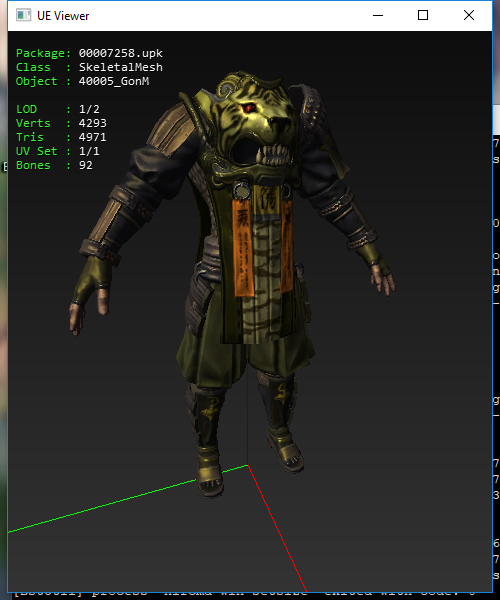 UE Viewer
Package: 00007258.upk
Class : SkeletalMesh
Object : 40005_GonM
LOD : 1/2
Verts : 4293
Tris : 4971
UV Set : 1/1
Bones : 92